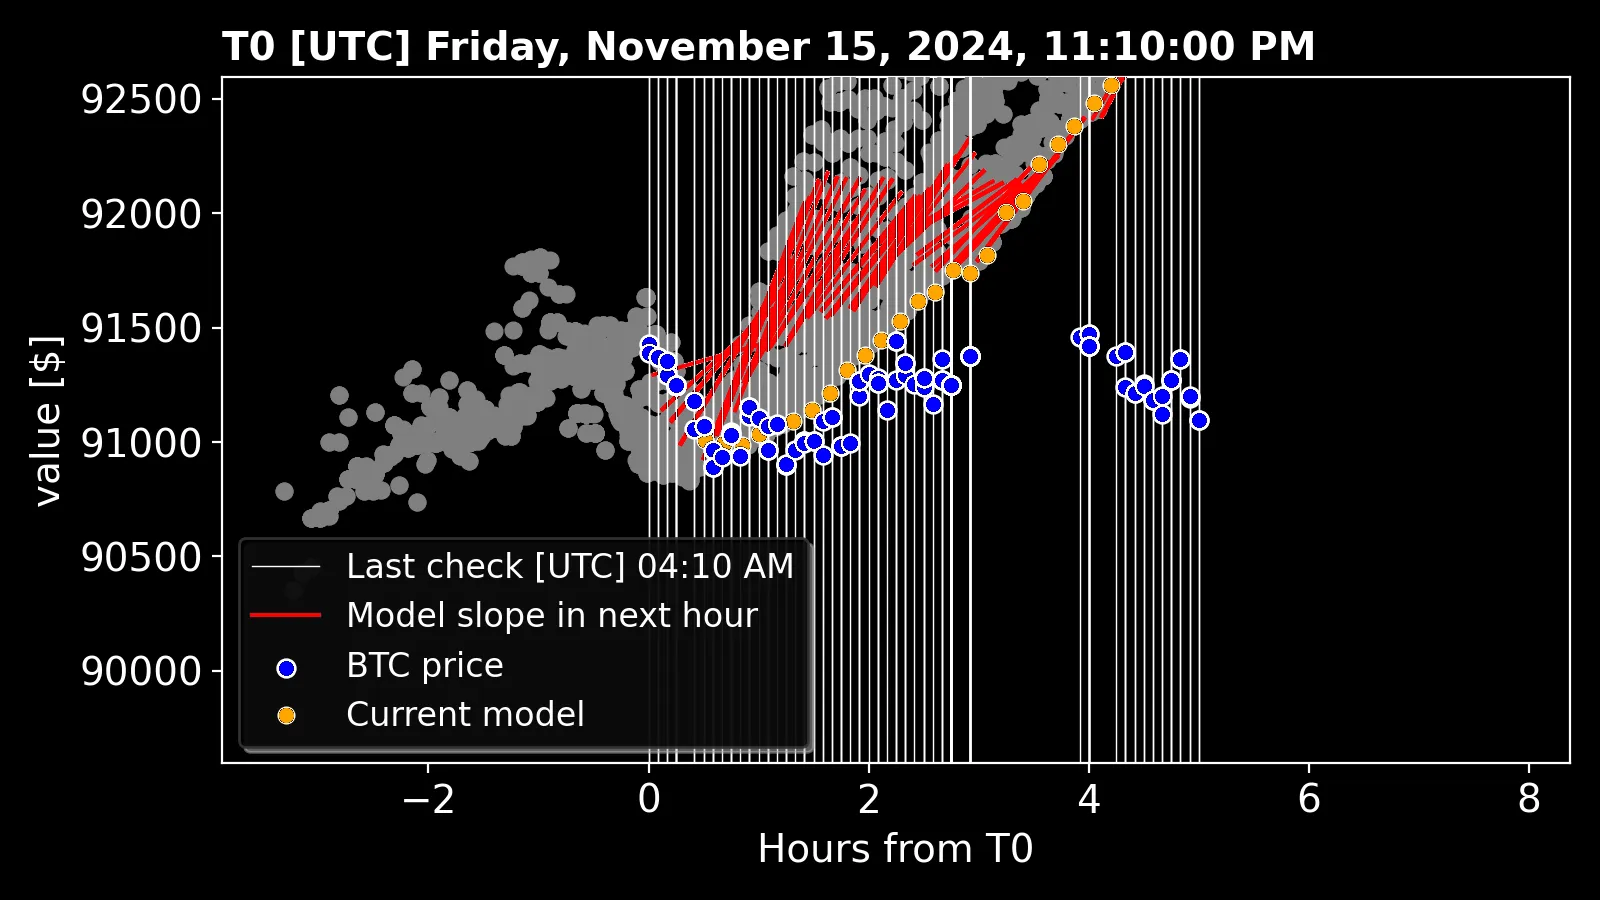 T0 [UTC] Friday, November 15, 2024, 11:10:00 PM
92500
92000
91500
91000
90500
90000
value [$]
Last check [UTC] 04:10 AM
Model slope in next hour
BTC price
Current model
−2 0 2 4 6 8
Hours from T0